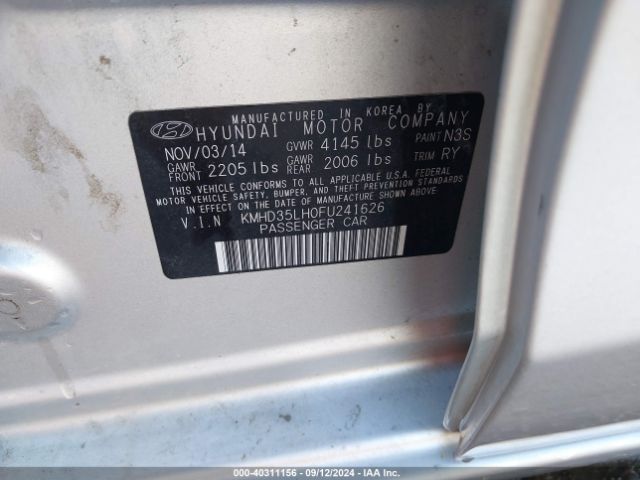 MANUFACTURED IN KOREA BY
HYUNDAI MOTOR COMPANY
NOV/03/14 GVWR 4145 lbs PAINT N3S
GAWR FRONT 2205 lbs GAWR REAR 2006 lbs TRIM RY
THIS VEHICLE CONFORMS TO ALL APPLICABLE U.S.A. FEDERAL
MOTOR VEHICLE SAFETY, BUMPER, AND THEFT PREVENTION STANDARDS
IN EFFECT ON THE DATE OF MANUFACTURE SHOWN ABOVE.
V.I.N KMHD35LH0FU241626
PASSENGER CAR
000-40311156 - 09/12/2024 - IAA Inc.